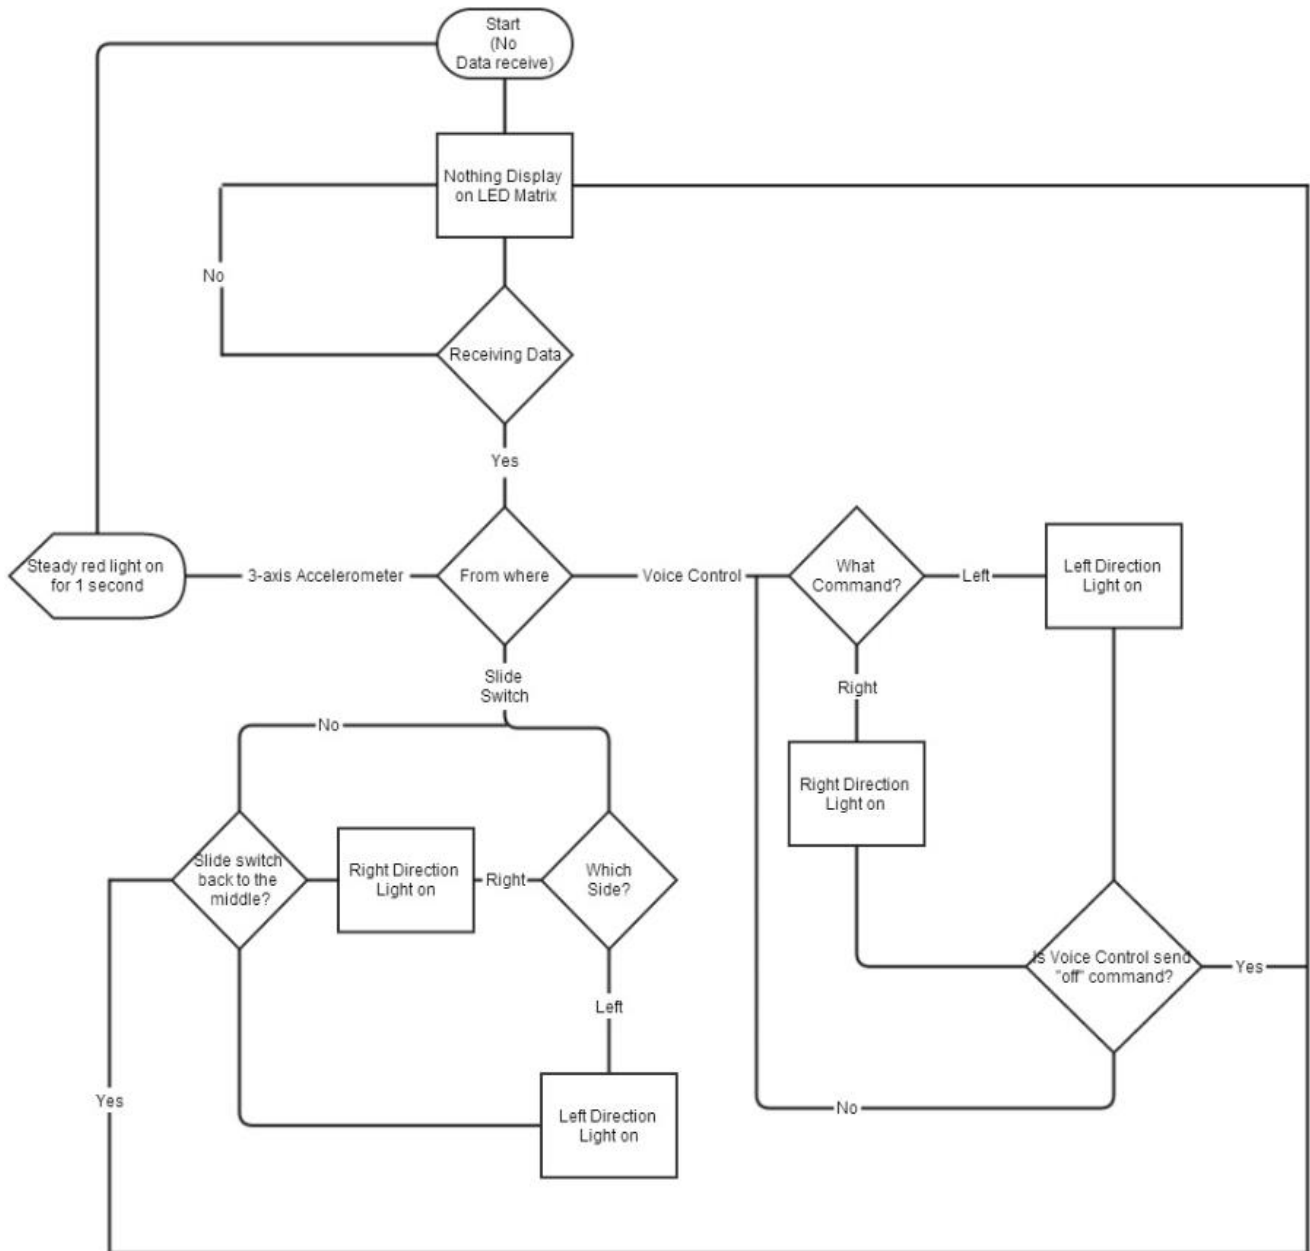 Start
(No
Data receive)
Nothing Display
on LED Matrix
No
Receiving Data
Yes
Steady red light on
for 1 second
3-axis Accelerometer
From where
Voice Control
What
Command?
Left
Left Direction
Light on
Slide
Switch
Right
No
Right Direction
Light on
Slide switch
back to the
middle?
Right Direction
Light on
Right
Which
Side?
Is Voice Control send
"off" command?
Yes
Left
Yes
No
Left Direction
Light on